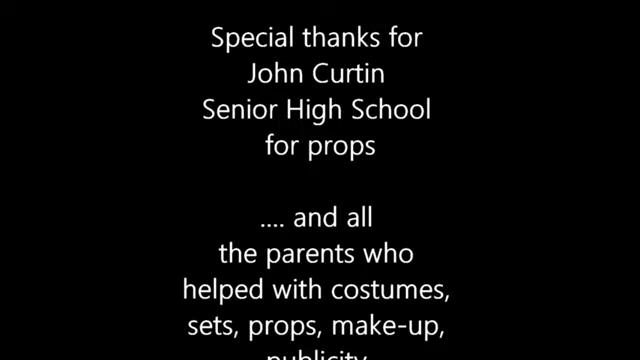 Special thanks for
John Curtin
Senior High School
for props
.... and all
the parents who
helped with costumes,
sets, props, make-up,
publicity